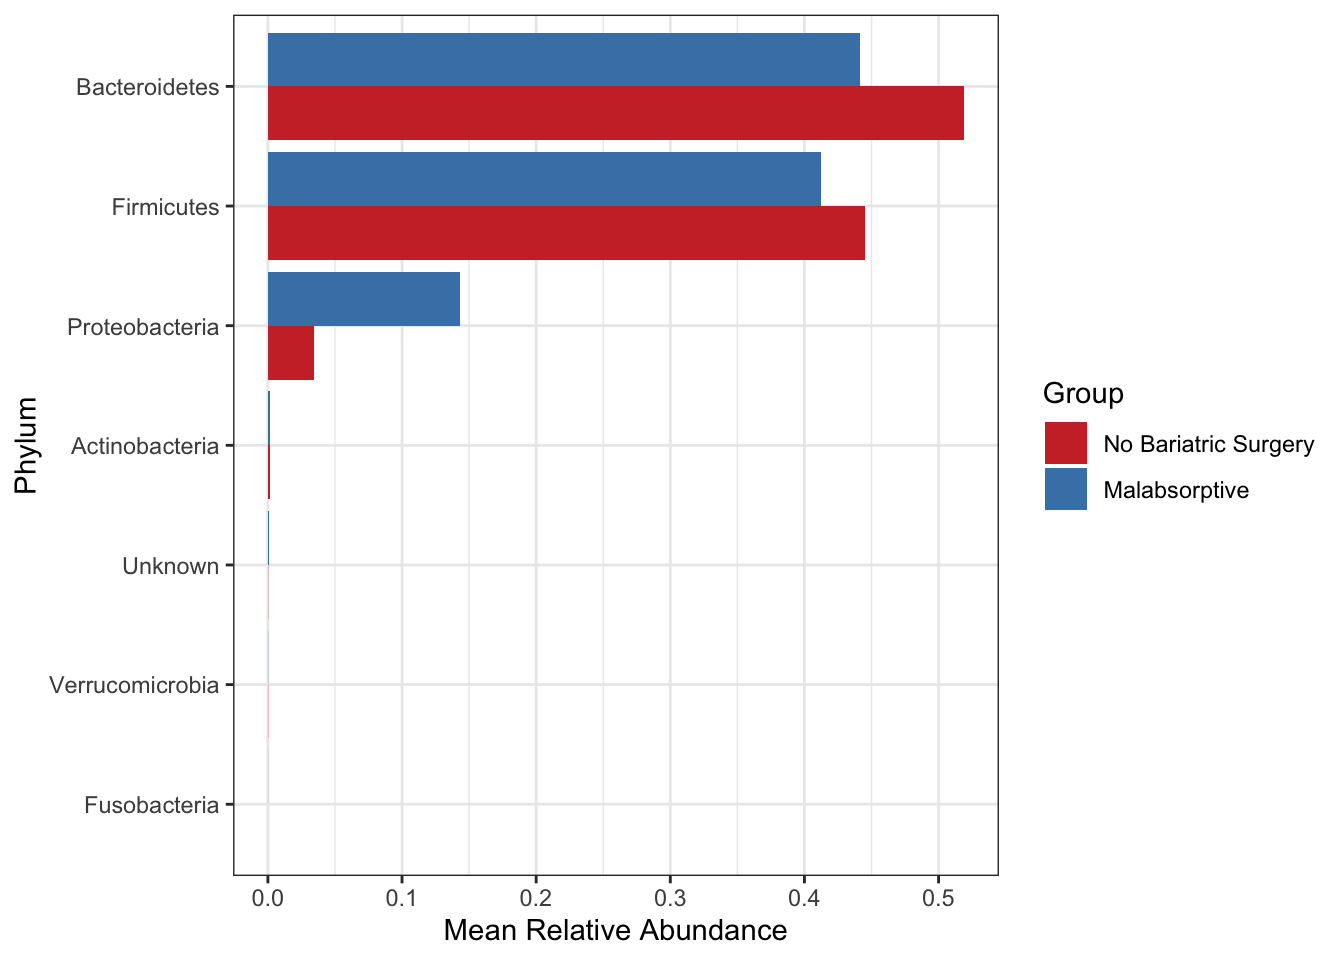 Phylum
Bacteroidetes
Firmicutes
Proteobacteria
Actinobacteria
Unknown
Verrucomicrobia
Fusobacteria
0.0 0.1 0.2 0.3 0.4 0.5
Mean Relative Abundance
Group
No Bariatric Surgery
Malabsorptive